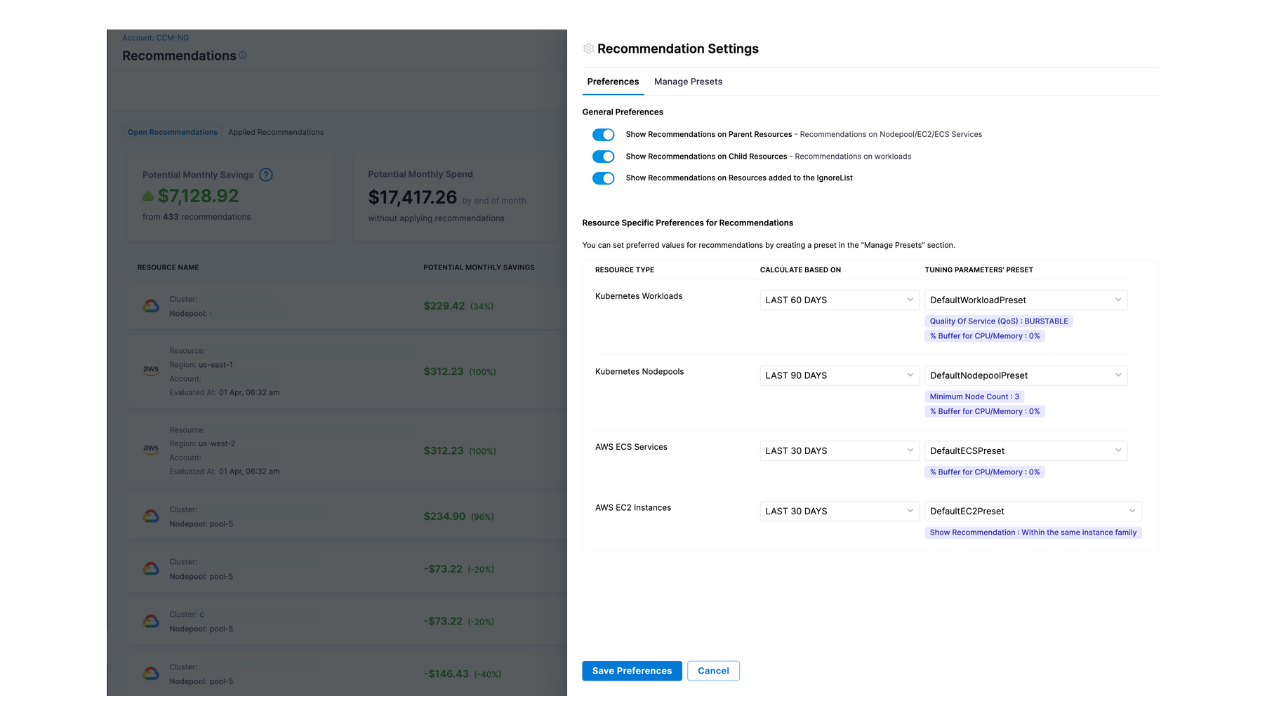 Account: CCM-NG
Recommendations
Open Recommendations Applied Recommendations
Potential Monthly Savings ?
$7,128.92
from 433 recommendations
Potential Monthly Spend
$17,417.26 by end of month
without applying recommendations
RESOURCE NAME POTENTIAL MONTHLY SAVINGS
Cluster:
Nodepool:
$229.42 (34%)
aws
Resource:
Region: us-east-1
Account:
Evaluated At: 01 Apr, 06:32 am
$312.23 (100%)
aws
Resource:
Region: us-west-2
Account:
Evaluated At: 01 Apr, 06:32 am
$312.23 (100%)
Cluster:
Nodepool: pool-5
$234.90 (96%)
Cluster:
Nodepool: pool-5
-$73.22 (-20%)
Cluster: c
Nodepool: pool-5
-$73.22 (-20%)
Cluster:
Nodepool: pool-5
-$146.43 (-40%)
Recommendation Settings
Preferences Manage Presets
General Preferences
Show Recommendations on Parent Resources - Recommendations on Nodepool/EC2/ECS Services
Show Recommendations on Child Resources - Recommendations on workloads
Show Recommendations on Resources added to the IgnoreList
Resource Specific Preferences for Recommendations
You can set preferred values for recommendations by creating a preset in the "Manage Presets" section.
RESOURCE TYPE CALCULATE BASED ON TUNING PARAMETERS' PRESET
Kubernetes Workloads LAST 60 DAYS DefaultWorkloadPreset
Quality Of Service (QoS) : BURSTABLE
% Buffer for CPU/Memory : 0%
Kubernetes Nodepools LAST 90 DAYS DefaultNodepoolPreset
Minimum Node Count : 3
% Buffer for CPU/Memory : 0%
AWS ECS Services LAST 30 DAYS DefaultECSPreset
% Buffer for CPU/Memory : 0%
AWS EC2 Instances LAST 30 DAYS DefaultEC2Preset
Show Recommendation : Within the same instance family
Save Preferences Cancel